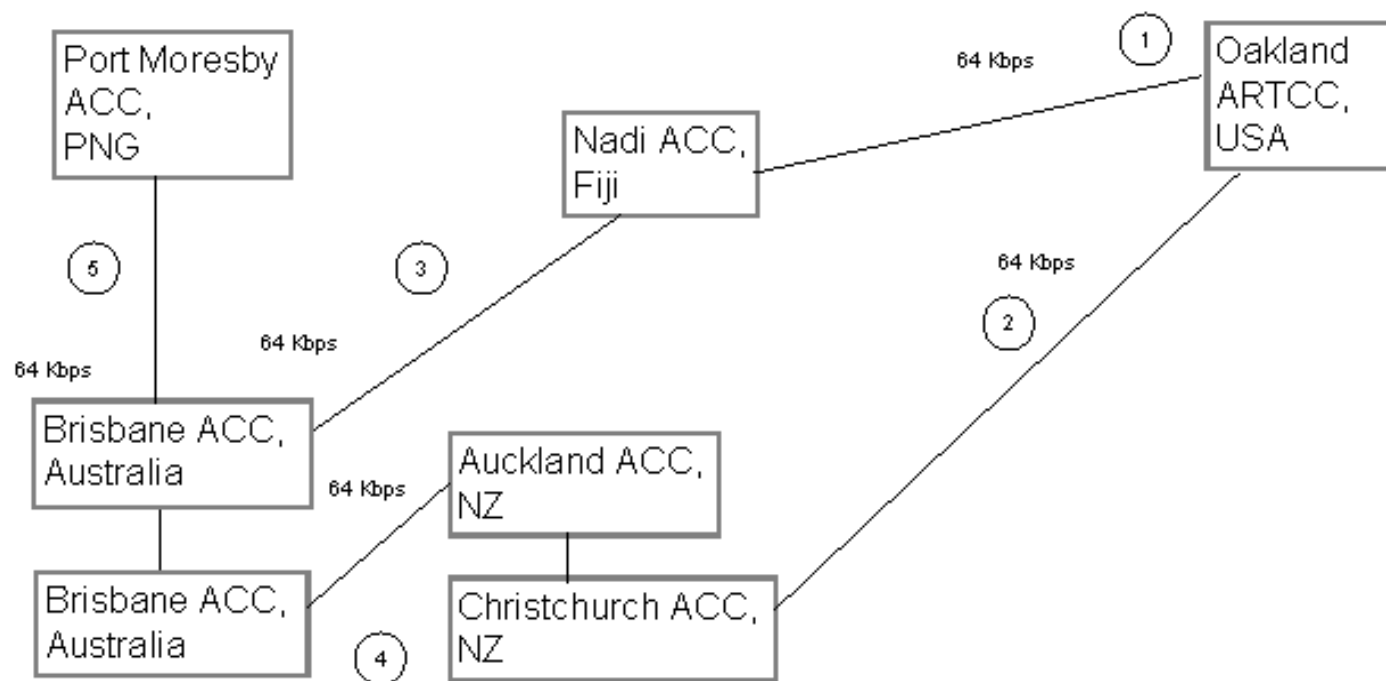 Port Moresby
ACC,
PNG
64 Kbps
1
Oakland
ARTCC,
USA
Nadi ACC,
Fiji
5
3
64 Kbps
2
64 Kbps
64 Kbps
Brisbane ACC,
Australia
64 Kbps
Auckland ACC,
NZ
Brisbane ACC,
Australia
4
Christchurch ACC,
NZ